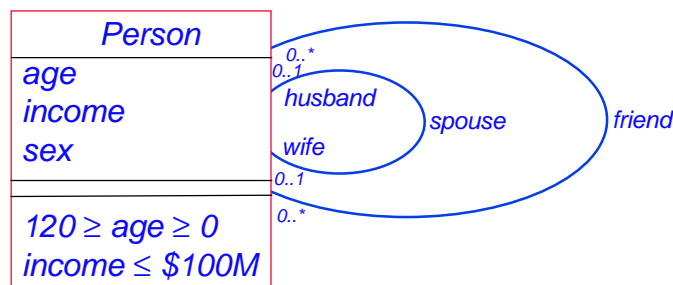 Person
0..*
0..1
age
husband
income
spouse
friend
sex
wife
0..1
0..*
120 ≥ age ≥ 0
income ≤ $100M